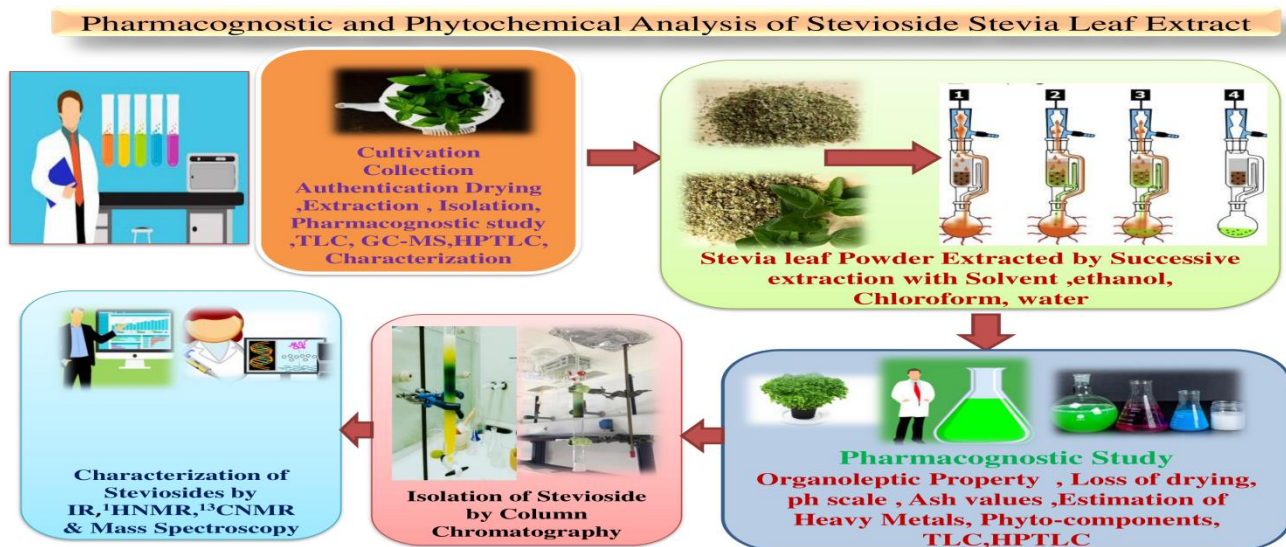 Pharmacognostic and Phytochemical Analysis of Stevioside Stevia Leaf Extract
Cultivation
Collection
Authentication Drying
,Extraction , Isolation,
Pharmacognostic study
,TLC, GC-MS,HPTLC,
Characterization
1 2 3 4
Stevia leaf Powder Extracted by Successive
extraction with Solvent ,ethanol,
Chloroform, water
Pharmacognostic Study
Organoleptic Property , Loss of drying,
ph scale , Ash values ,Estimation of
Heavy Metals, Phyto-components,
TLC,HPTLC
Isolation of Stevioside
by Column
Chromatography
Characterization of
Steviosides by
IR,¹HNMR,¹³CNMR
& Mass Spectroscopy